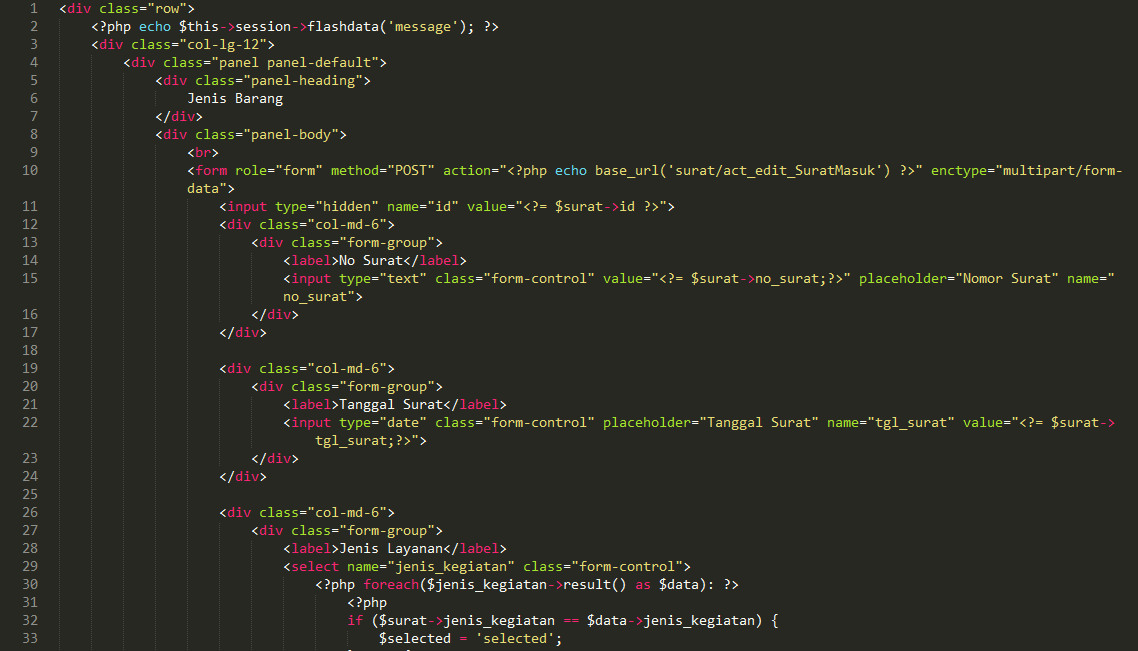 1 <div class="row">
2 <?php echo $this->session->flashdata('message'); ?>
3 <div class="col-lg-12">
4 <div class="panel panel-default">
5 <div class="panel-heading">
6 Jenis Barang
7 </div>
8 <div class="panel-body">
9 <br>
10 <form role="form" method="POST" action="<?php echo base_url('surat/act_edit_SuratMasuk') ?>" enctype="multipart/form-
data">
11 <input type="hidden" name="id" value="<?= $surat->id ?>">
12 <div class="col-md-6">
13 <div class="form-group">
14 <label>No Surat</label>
15 <input type="text" class="form-control" value="<?= $surat->no_surat;?>" placeholder="Nomor Surat" name="
no_surat">
16 </div>
17 </div>
18
19 <div class="col-md-6">
20 <div class="form-group">
21 <label>Tanggal Surat</label>
22 <input type="date" class="form-control" placeholder="Tanggal Surat" name="tgl_surat" value="<?= $surat->
tgl_surat;?>">
23 </div>
24 </div>
25
26 <div class="col-md-6">
27 <div class="form-group">
28 <label>Jenis Layanan</label>
29 <select name="jenis_kegiatan" class="form-control">
30 <?php foreach($jenis_kegiatan->result() as $data): ?>
31 <?php
32 if ($surat->jenis_kegiatan == $data->jenis_kegiatan) {
33 $selected = 'selected';